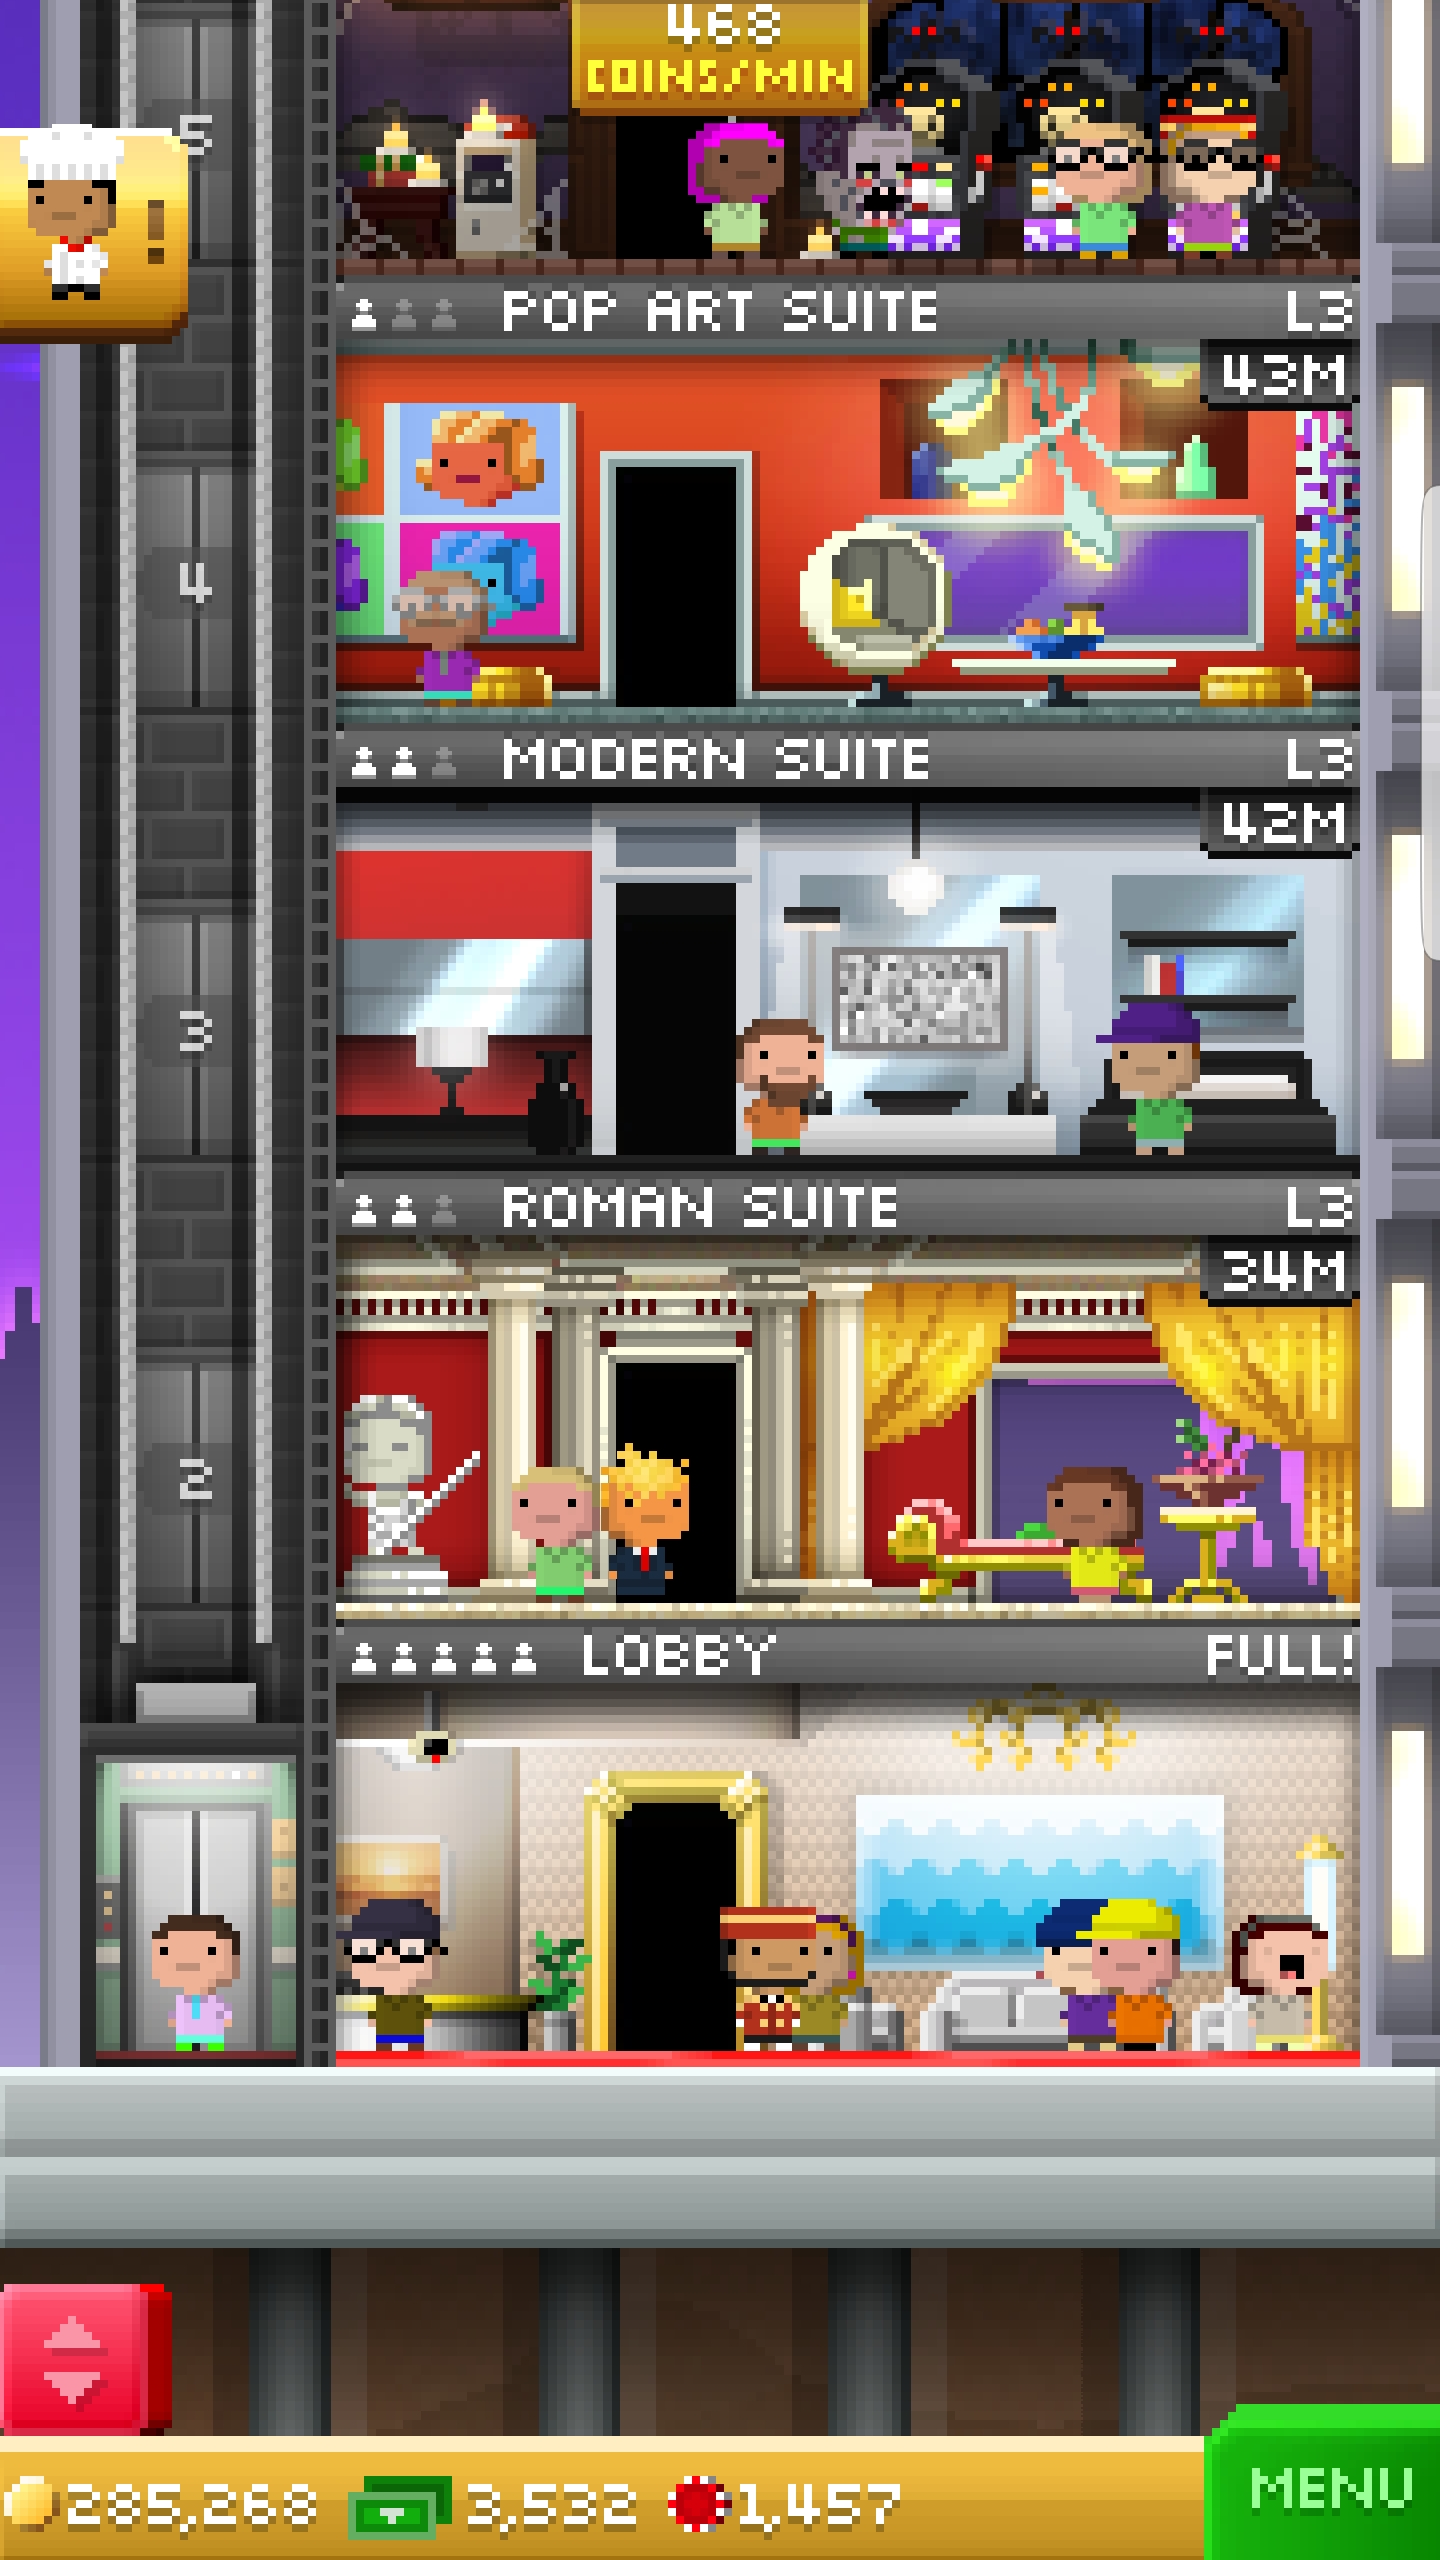 468
COINS/MIN
5
POP ART SUITE L3
43M
4
MODERN SUITE L3
42M
3
ROMAN SUITE L3
34M
2
LOBBY FULL!
285,268 3,532 1,457
MENU